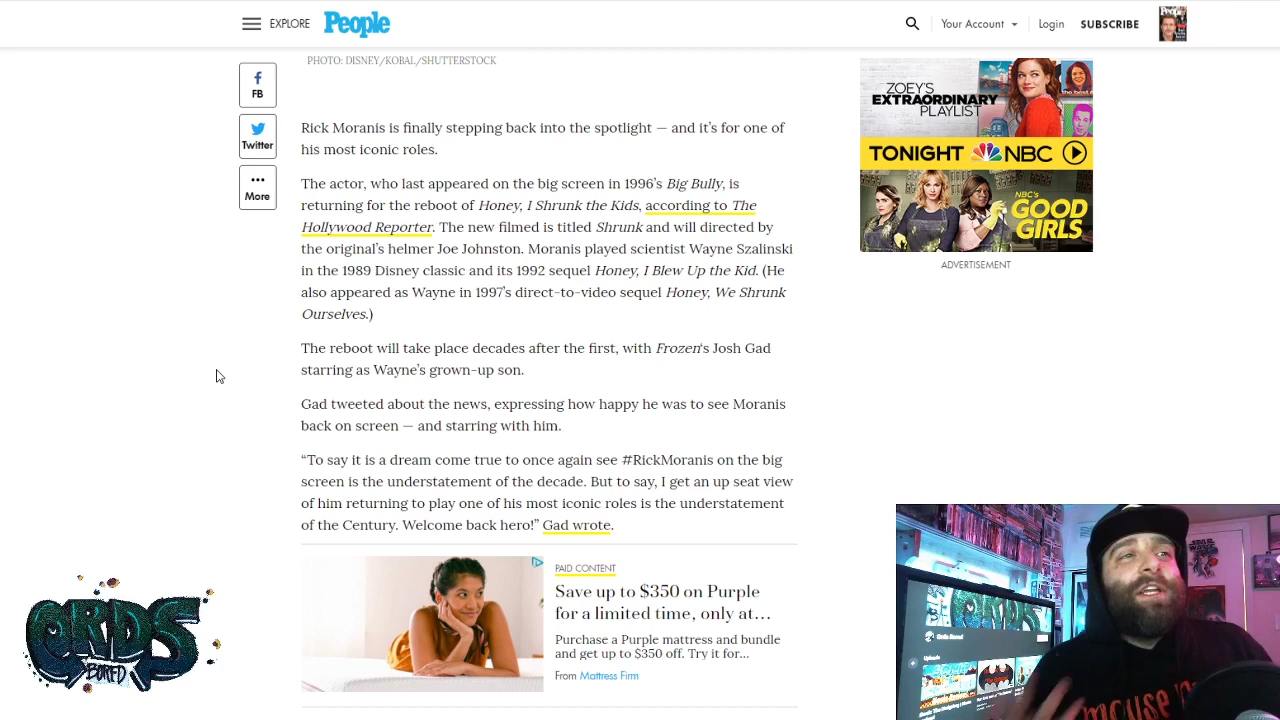 EXPLORE
People
Your Account
Login
SUBSCRIBE
People
PHOTO: DISNEY/KOBAL/SHUTTERSTOCK
FB
Twitter
More
Rick Moranis is finally stepping back into the spotlight — and it's for one of
his most iconic roles.
The actor, who last appeared on the big screen in 1996's Big Bully, is
returning for the reboot of Honey, I Shrunk the Kids, according to The
Hollywood Reporter. The new filmed is titled Shrunk and will directed by
the original's helmer Joe Johnston. Moranis played scientist Wayne Szalinski
in the 1989 Disney classic and its 1992 sequel Honey, I Blew Up the Kid. (He
also appeared as Wayne in 1997's direct-to-video sequel Honey, We Shrunk
Ourselves.)
The reboot will take place decades after the first, with Frozen's Josh Gad
starring as Wayne's grown-up son.
Gad tweeted about the news, expressing how happy he was to see Moranis
back on screen — and starring with him.
“To say it is a dream come true to once again see #RickMoranis on the big
screen is the understatement of the decade. But to say, I get an up seat view
of him returning to play one of his most iconic roles is the understatement
of the Century. Welcome back hero!” Gad wrote.
PAID CONTENT
Save up to $350 on Purple
for a limited time, only at...
Purchase a Purple mattress and bundle
and get up to $350 off. Try it for...
From Mattress Firm
ZOEY'S
EXTRAORDINARY
PLAYLIST
TONIGHT NBC
NBC's
GOOD
GIRLS
ADVERTISEMENT
GRDS
BORED